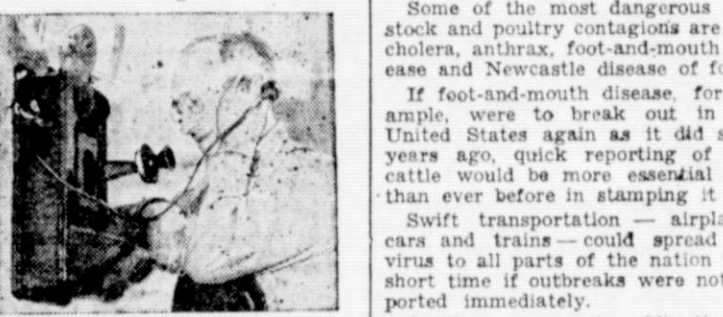 Some of the most dangerous
stock and poultry contagions are
cholera, anthrax, foot-and-mouth
ease and Newcastle disease of fo
If foot-and-mouth disease, for
ample, were to break out in
United States again as it did s
years ago, quick reporting of
cattle would be more essential
than ever before in stamping it
Swift transportation — airpla
cars and trains — could spread
virus to all parts of the nation
short time if outbreaks were not
ported immediately.